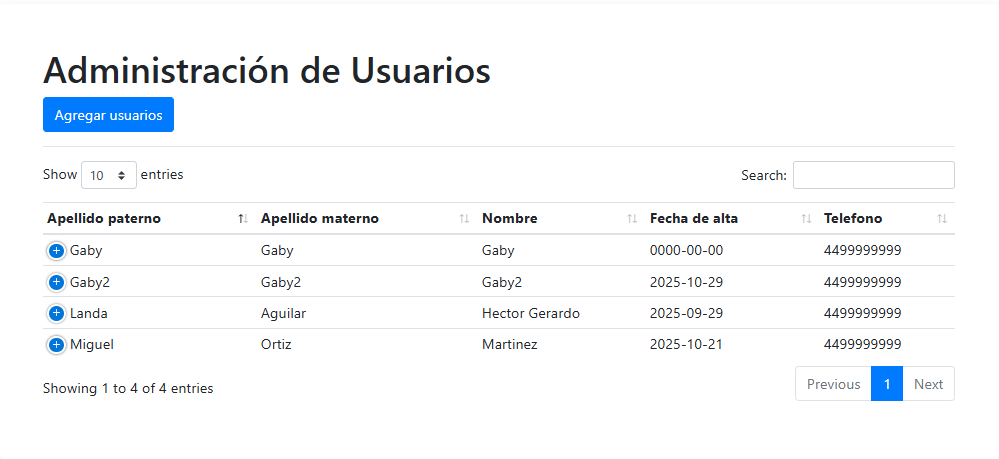 Administración de Usuarios
Agregar usuarios
Show 10 entries Search:
Apellido paterno Apellido materno Nombre Fecha de alta Telefono
Gaby Gaby Gaby 0000-00-00 4499999999
Gaby2 Gaby2 Gaby2 2025-10-29 4499999999
Landa Aguilar Hector Gerardo 2025-09-29 4499999999
Miguel Ortiz Martinez 2025-10-21 4499999999
Showing 1 to 4 of 4 entries Previous 1 Next